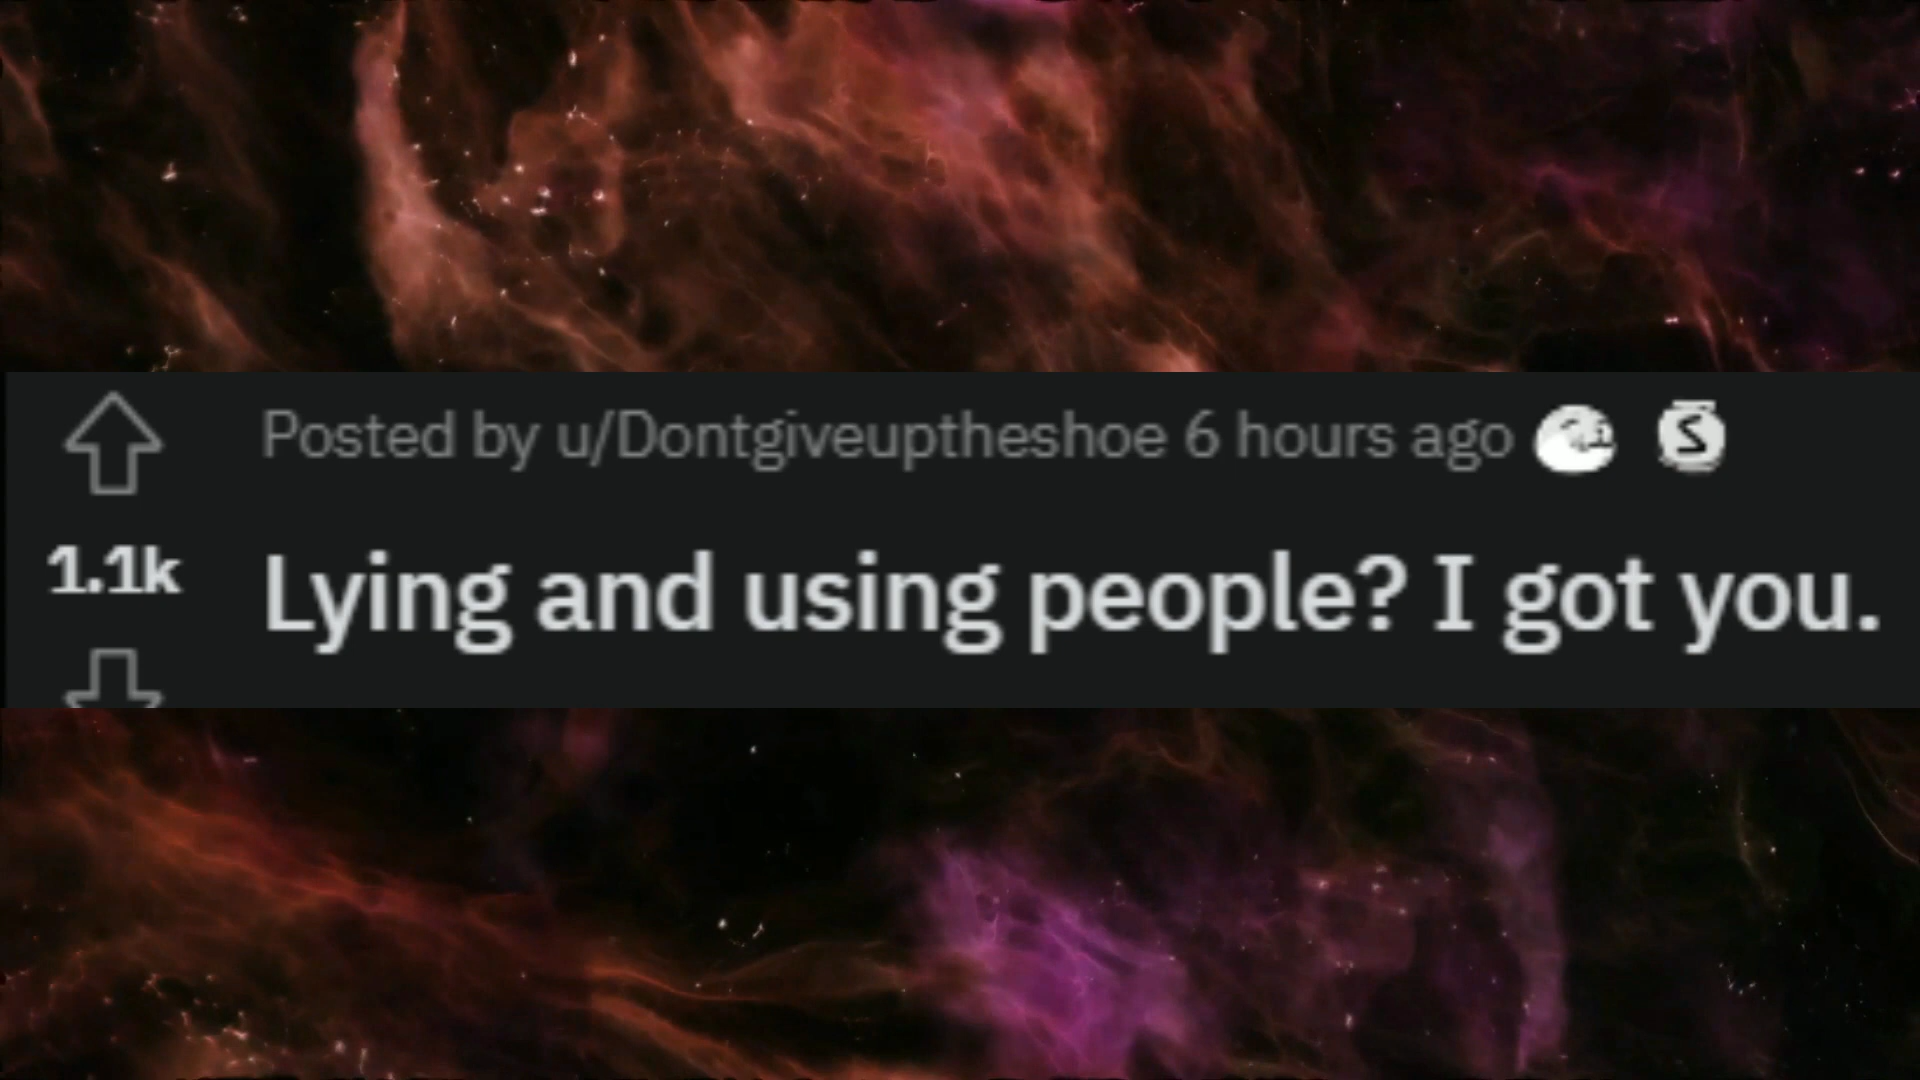 Posted by u/Dontgiveuptheshoe 6 hours ago
1.1k
Lying and using people? I got you.